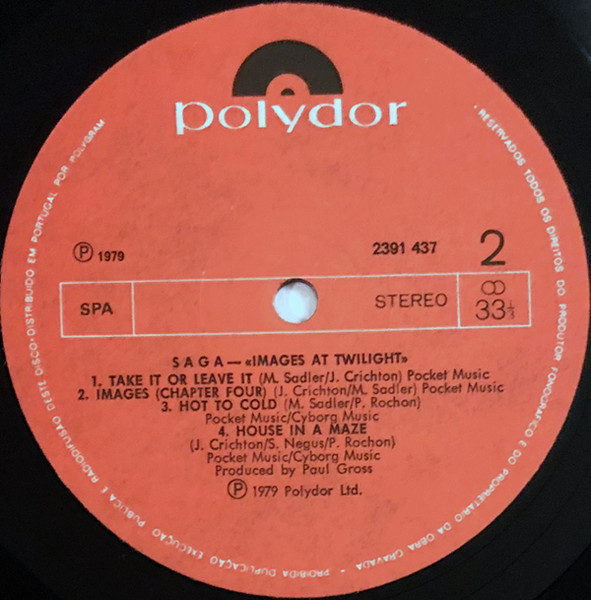 polydor
℗ 1979
2391 437
2
SPA
STEREO
33⅓
SAGA—«IMAGES AT TWILIGHT»
1. TAKE IT OR LEAVE IT (M. Sadler/J. Crichton) Pocket Music
2. IMAGES (CHAPTER FOUR) (J. Crichton/M. Sadler) Pocket Music
3. HOT TO COLD (M. Sadler/P. Rochon)
Pocket Music/Cyborg Music
4. HOUSE IN A MAZE
(J. Crichton/S. Negus/P. Rochon)
Pocket Music/Cyborg Music
Produced by Paul Gross
℗ 1979 Polydor Ltd.
· RESERVADOS TODOS OS DIREITOS DO PRODUTOR FONOGRÁFICO E DO PROPRIETÁRIO DA OBRA GRAVADA · PROIBIDA DUPLICAÇÃO EXECUÇÃO PÚBLICA E RADIODIFUSÃO DESTE DISCO · DISTRIBUIDO EM PORTUGAL POR POLYGRAM